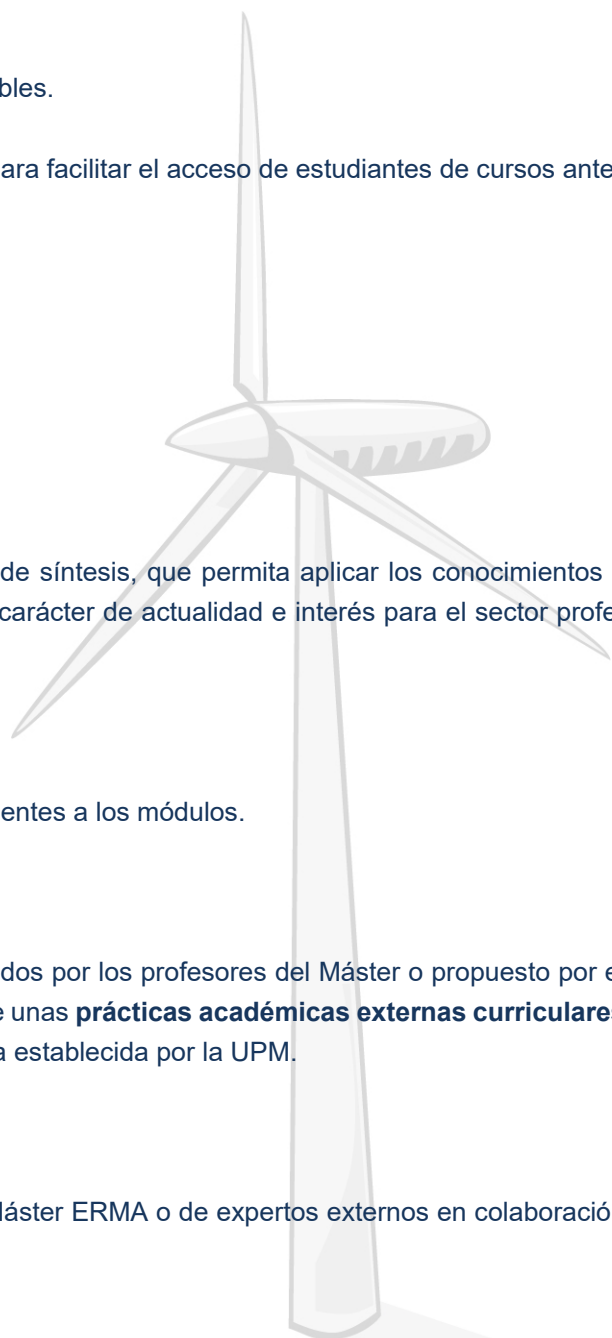 bles.
ara facilitar el acceso de estudiantes de cursos ante
de síntesis, que permita aplicar los conocimientos
carácter de actualidad e interés para el sector profe
entes a los módulos.
dos por los profesores del Máster o propuesto por e
e unas prácticas académicas externas curriculares
a establecida por la UPM.
láster ERMA o de expertos externos en colaboració